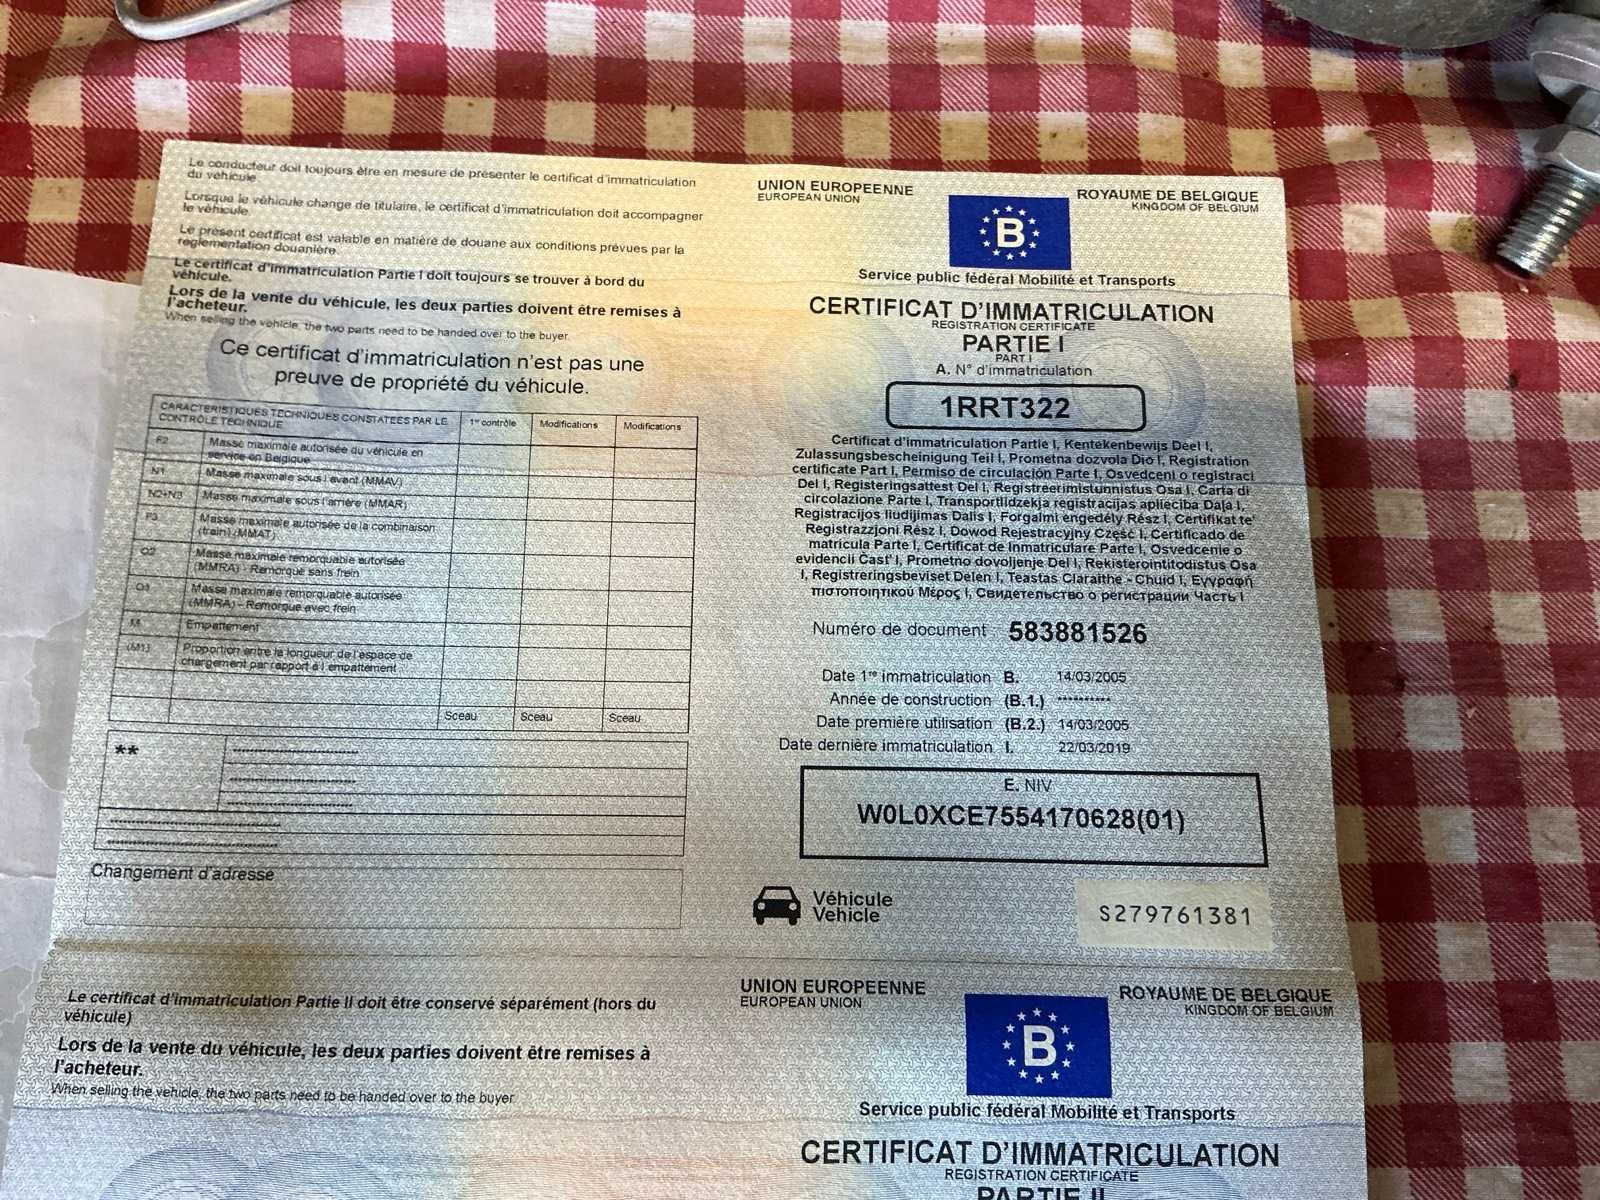 Le conducteur doit toujours être en mesure de présenter le certificat d'immatriculation
du véhicule
Lorsque le véhicule change de titulaire, le certificat d'immatriculation doit accompagner
le véhicule.
Le présent certificat est valable en matière de douane aux conditions prévues par la
réglementation douanière.
Le certificat d'immatriculation Partie I doit toujours se trouver à bord du
véhicule.
Lors de la vente du véhicule, les deux parties doivent être remises à
l'acheteur.
When selling the vehicle, the two parts need to be handed over to the buyer.
Ce certificat d'immatriculation n'est pas une
preuve de propriété du véhicule.
CARACTERISTIQUES TECHNIQUES CONSTATEES PAR LE
CONTRÔLE TECHNIQUE
1er contrôle
Modifications
Modifications
F2 Masse maximale autorisée du véhicule en
service en Belgique
N1 Masse maximale sous l'avant (MMAV)
N2+N3 Masse maximale sous l'arrière (MMAR)
F3 Masse maximale autorisée de la combinaison
(train) (MMAT)
O2 Masse maximale remorquable autorisée
(MMRA) - Remorque sans frein
O1 Masse maximale remorquable autorisée
(MMRA) - Remorque avec frein
M Empattement
(M1) Proportion entre la longueur de l'espace de
chargement par rapport à l'empattement
Sceau Sceau Sceau
**
Changement d'adresse
UNION EUROPEENNE
EUROPEAN UNION
B
ROYAUME DE BELGIQUE
KINGDOM OF BELGIUM
Service public fédéral Mobilité et Transports
CERTIFICAT D'IMMATRICULATION
REGISTRATION CERTIFICATE
PARTIE I
PART I
A. N° d'immatriculation
1RRT322
Certificat d'immatriculation Partie I, Kentekenbewijs Deel I,
Zulassungsbescheinigung Teil I, Prometna dozvola Dio I, Registration
certificate Part I, Permiso de circulación Parte I, Osvedceni o registraci
Del I, Registeringsattest Del I, Registreerimistunnistus Osa I, Carta di
circolazione Parte I, Transportlidzekja registracijas apliecība Daļa I,
Registracijos liudijimas Dalis I, Forgalmi engedély Rész I, Certifikat te'
Registrazzjoni Rész I, Dowod Rejestracyjny Część I, Certificado de
matricula Parte I, Certificat de Inmatriculare Parte I, Osvedcenie o
evidencii Čast' I, Prometno dovoljenje Del I, Rekisterointitodistus Osa
I, Registreringsbeviset Delen I, Teastas Claraithe - Chuid I, Εγγραφή
πιστοποιητικού Μέρος I, Свидетельство о регистрации Часть I
Numéro de document 583881526
Date 1re immatriculation B. 14/03/2005
Année de construction (B.1.) **********
Date première utilisation (B.2.) 14/03/2005
Date dernière immatriculation I. 22/03/2019
E. NIV
W0L0XCE7554170628(01)
Véhicule
Vehicle
S279761381
Le certificat d'immatriculation Partie II doit être conservé séparément (hors du
véhicule)
Lors de la vente du véhicule, les deux parties doivent être remises à
l'acheteur.
When selling the vehicle, the two parts need to be handed over to the buyer
UNION EUROPEENNE
EUROPEAN UNION
B
ROYAUME DE BELGIQUE
KINGDOM OF BELGIUM
Service public fédéral Mobilité et Transports
CERTIFICAT D'IMMATRICULATION
REGISTRATION CERTIFICATE
PARTIE II